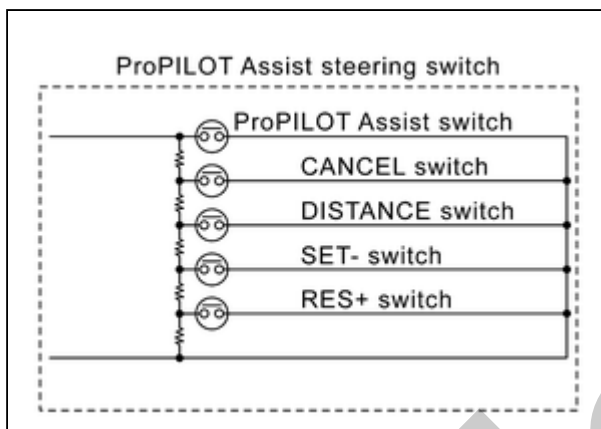 ProPILOT Assist steering switch
ProPILOT Assist switch
CANCEL switch
DISTANCE switch
SET- switch
RES+ switch